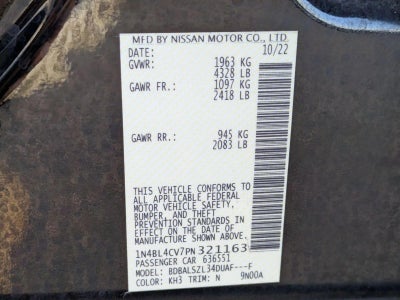 MFD BY NISSAN MOTOR CO., LTD.
DATE: 10/22
GVWR: 1963 KG
4328 LB
GAWR FR.: 1097 KG
2418 LB
GAWR RR.: 945 KG
2083 LB
THIS VEHICLE CONFORMS TO
ALL APPLICABLE FEDERAL
MOTOR VEHICLE SAFETY,
BUMPER, AND THEFT
PREVENTION STANDARDS IN
EFFECT ON THE DATE OF
MANUFACTURE SHOWN ABOVE.
1N4BL4CV7PN321163
PASSENGER CAR 636551
MODEL: BDBALSZL34DUAF---F
COLOR: KH3 TRIM: N 9N00A